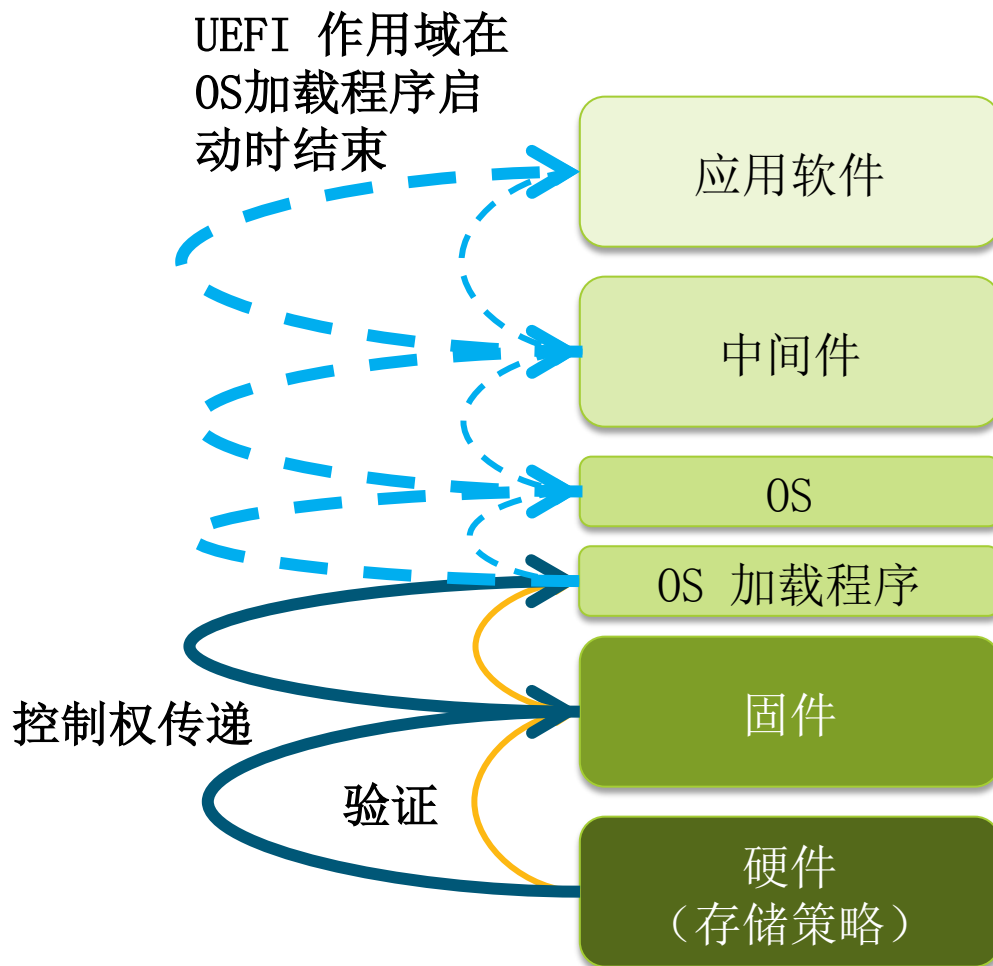 UEFI 作用域在
OS加载程序启
动时结束
应用软件
中间件
OS
OS 加载程序
固件
控制权传递
验证
硬件
（存储策略）